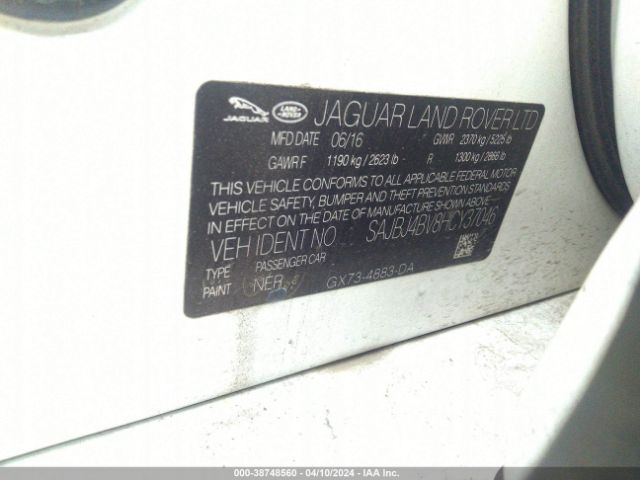 JAGUAR LAND-ROVER JAGUAR LAND ROVER LTD
MFD DATE 06/16 GVWR 2370 kg / 5225 lb
GAWR F 1190 kg / 2623 lb R 1300 kg / 2866 lb
THIS VEHICLE CONFORMS TO ALL APPLICABLE FEDERAL MOTOR
VEHICLE SAFETY, BUMPER AND THEFT PREVENTION STANDARDS
IN EFFECT ON THE DATE OF MANUFACTURE SHOWN ABOVE.
VEH IDENT NO SAJBJ4BV8HCY37046
TYPE PASSENGER CAR
PAINT NER GX73-4883-DA
000-38748560 - 04/10/2024 - IAA Inc.